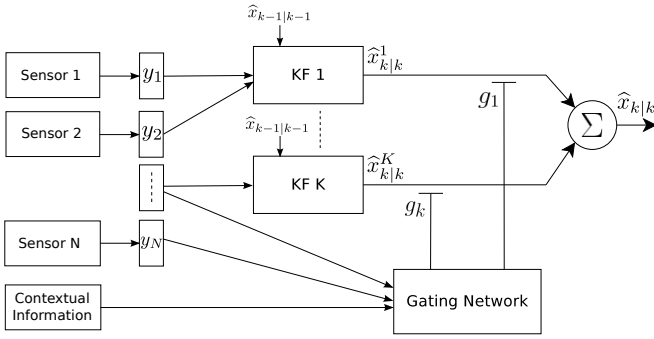 x̂ₖ₋₁|ₖ₋₁
Sensor 1
y₁
KF 1
x̂¹ₖ|ₖ
g₁
Sensor 2
y₂
x̂ₖ₋₁|ₖ₋₁
∑
x̂ₖ|ₖ
KF K
x̂ᴷₖ|ₖ
gₖ
Sensor N
y_N
Contextual
Information
Gating Network